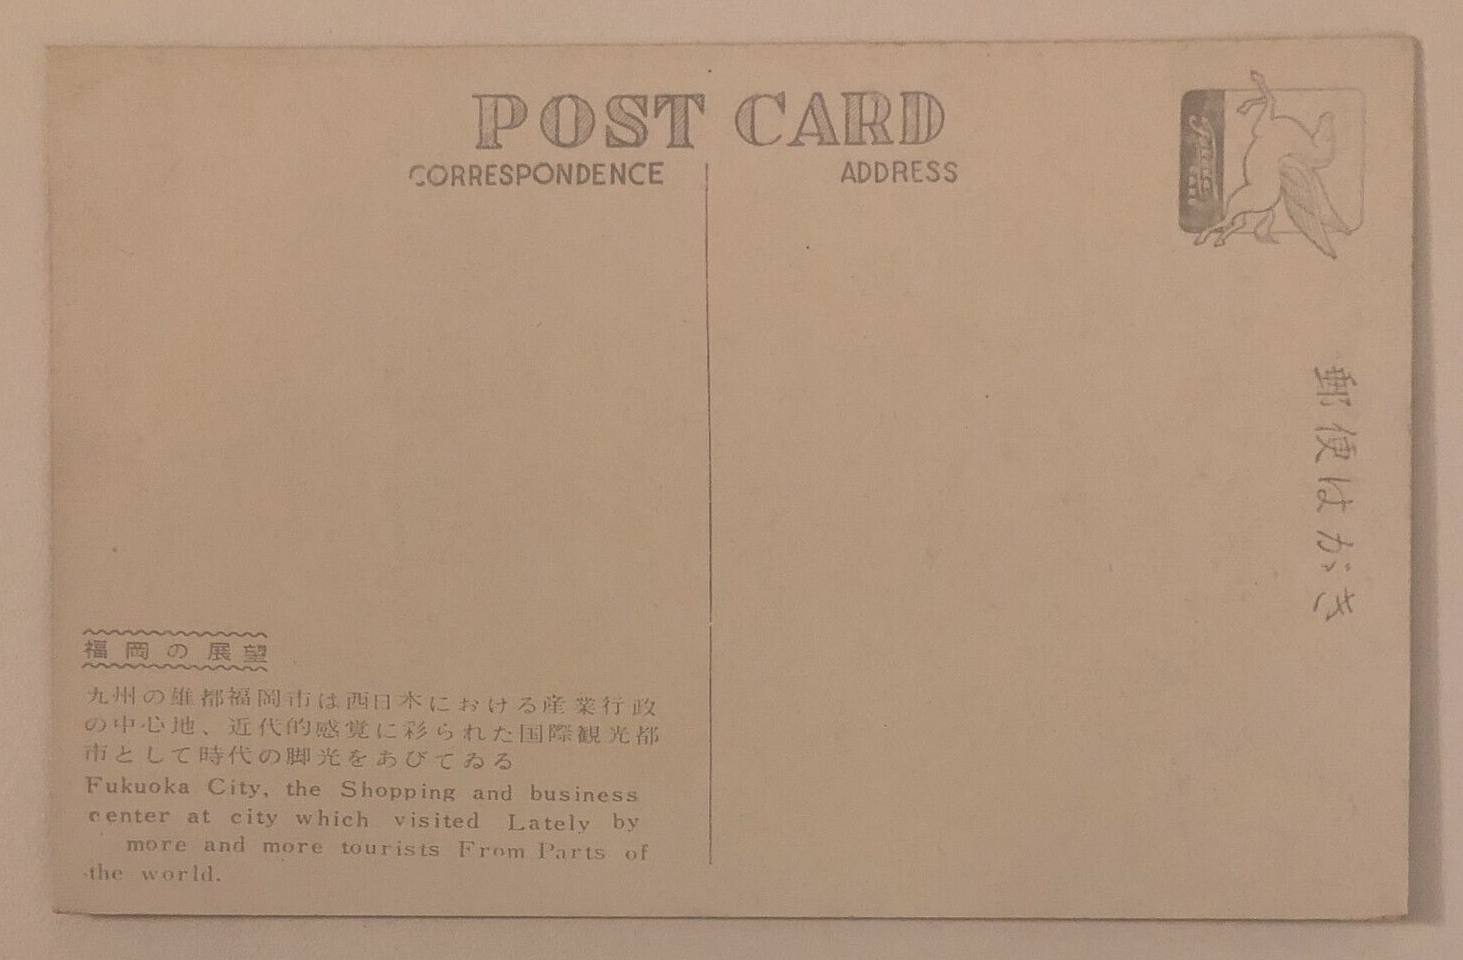 POST CARD
CORRESPONDENCE
ADDRESS
郵便はがき
福岡の展望
九州の雄都福岡市は西日本における産業行政
の中心地、近代的感覚に彩られた国際観光都
市として時代の脚光をあびてゐる
Fukuoka City, the Shopping and business
center at city which visited Lately by
more and more tourists From Parts of
the world.